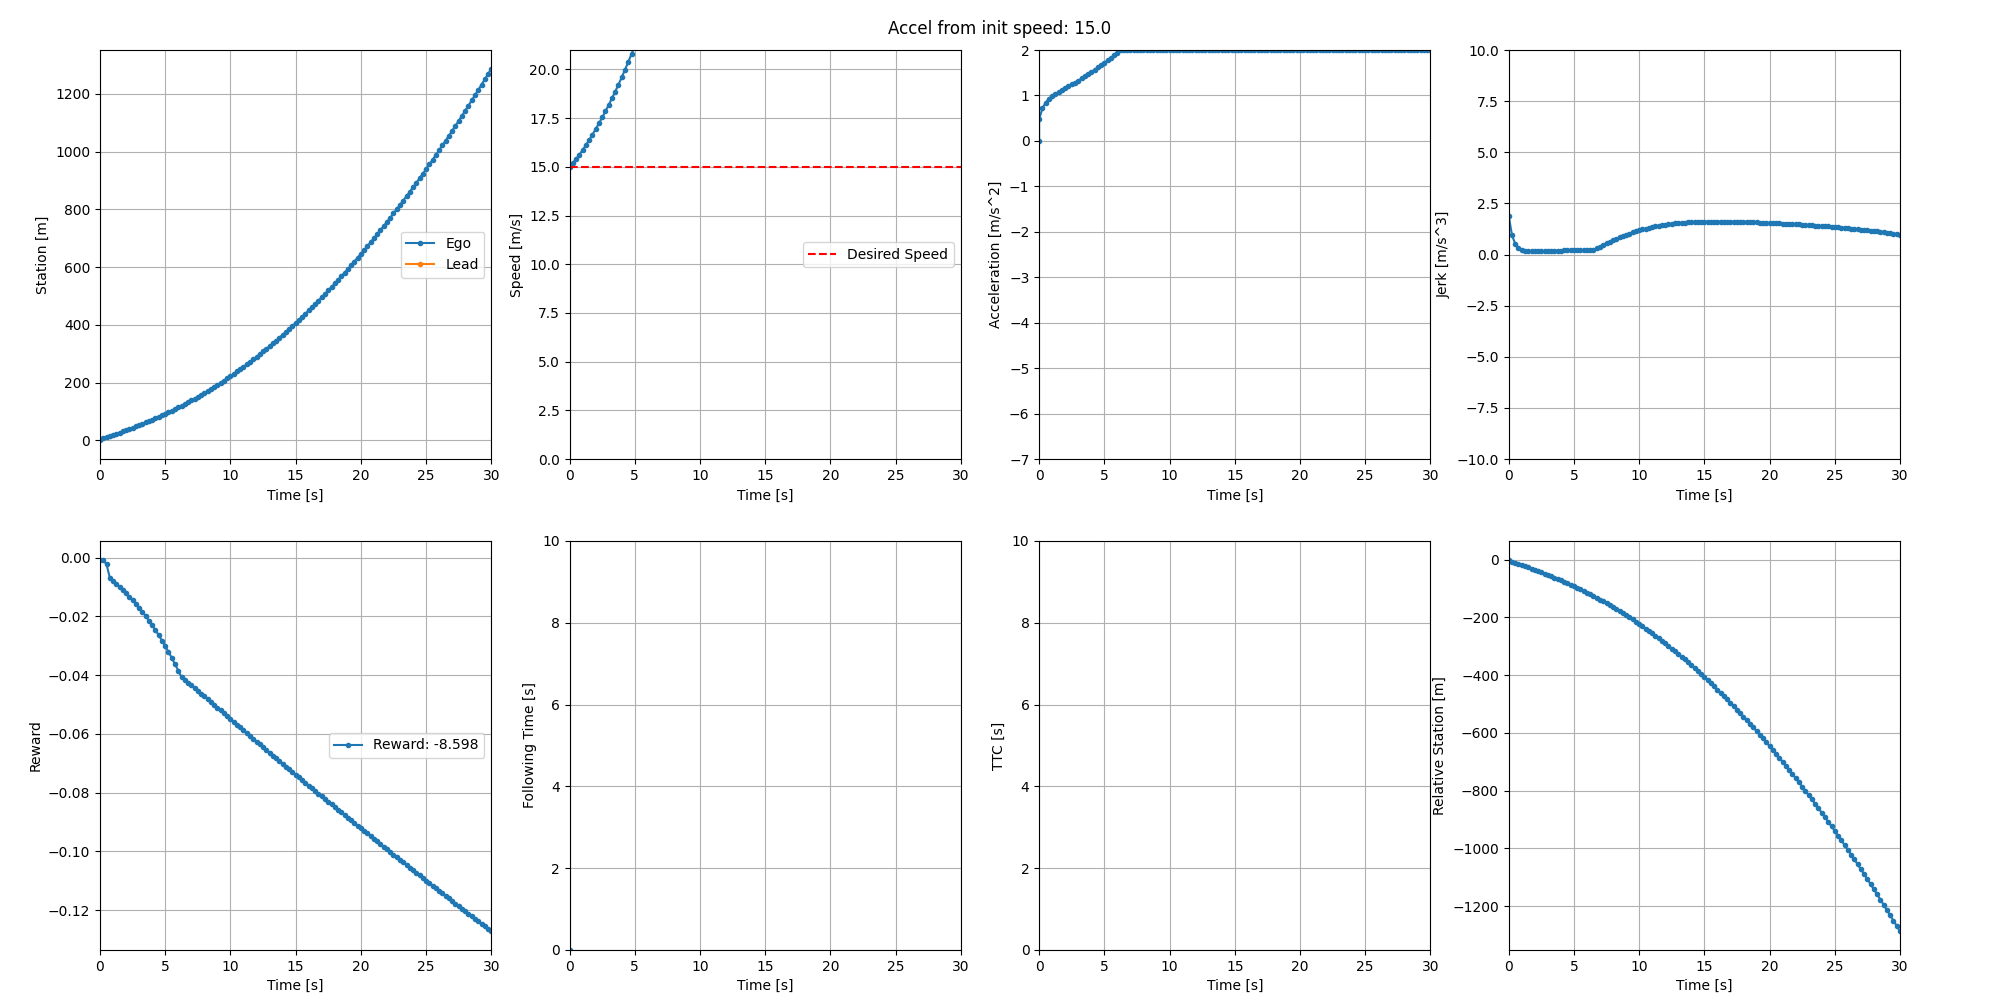 Accel from init speed: 15.0
Station [m]
1200
1000
800
600
400
200
0
Ego
Lead
0 5 10 15 20 25 30
Time [s]
Speed [m/s]
20.0
17.5
15.0
12.5
10.0
7.5
5.0
2.5
0.0
Desired Speed
0 5 10 15 20 25 30
Time [s]
Acceleration [m/s^2]
2
1
0
−1
−2
−3
−4
−5
−6
−7
0 5 10 15 20 25 30
Time [s]
Jerk [m/s^3]
10.0
7.5
5.0
2.5
0.0
−2.5
−5.0
−7.5
−10.0
0 5 10 15 20 25 30
Time [s]
Reward
0.00
−0.02
−0.04
−0.06
−0.08
−0.10
−0.12
Reward: -8.598
0 5 10 15 20 25 30
Time [s]
Following Time [s]
10
8
6
4
2
0
0 5 10 15 20 25 30
Time [s]
TTC [s]
10
8
6
4
2
0
0 5 10 15 20 25 30
Time [s]
Relative Station [m]
0
−200
−400
−600
−800
−1000
−1200
0 5 10 15 20 25 30
Time [s]